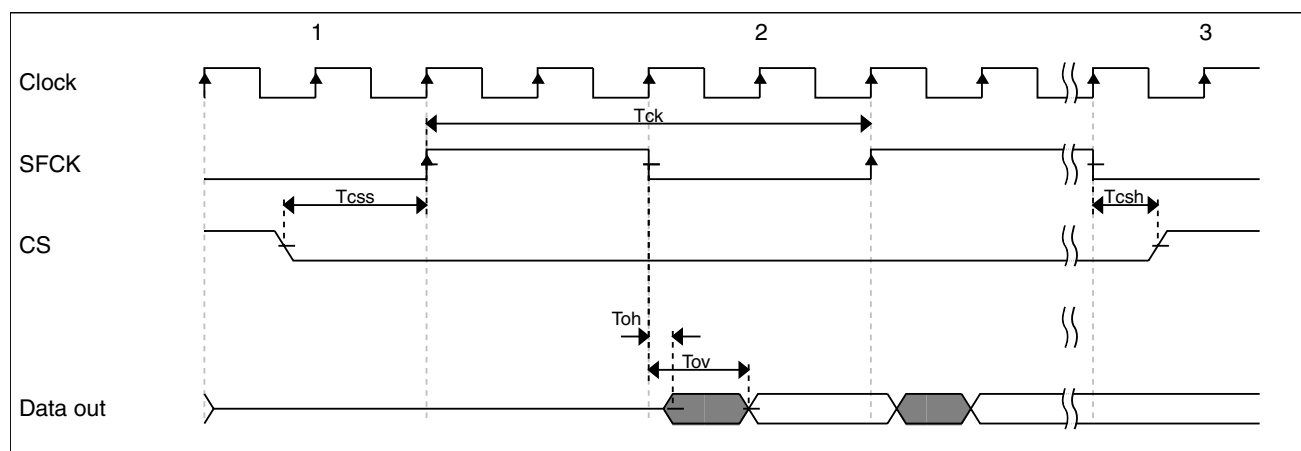 1 2 3
Clock
Tck
SFCK
Tcss Tcsh
CS
Toh
Tov
Data out